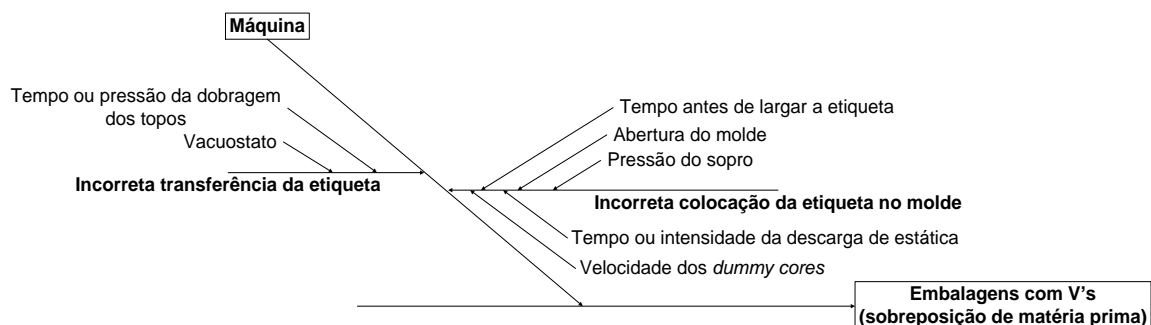 Máquina
Tempo ou pressão da dobragem
dos topos
Vacuostato
Incorreta transferência da etiqueta
Tempo antes de largar a etiqueta
Abertura do molde
Pressão do sopro
Incorreta colocação da etiqueta no molde
Tempo ou intensidade da descarga de estática
Velocidade dos dummy cores
Embalagens com V's
(sobreposição de matéria prima)